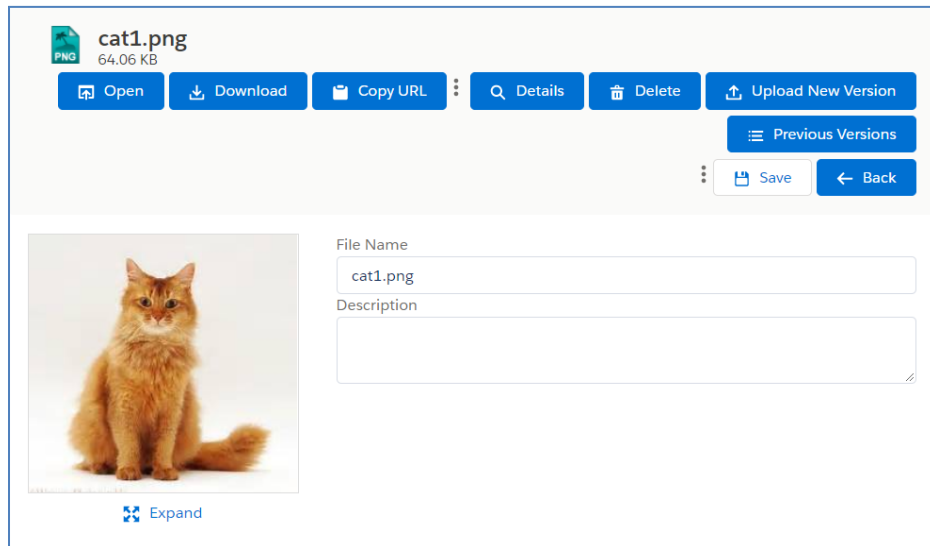 cat1.png
PNG
64.06 KB
Open Download Copy URL Details Delete Upload New Version
Previous Versions
Save Back
File Name
cat1.png
Description
Expand